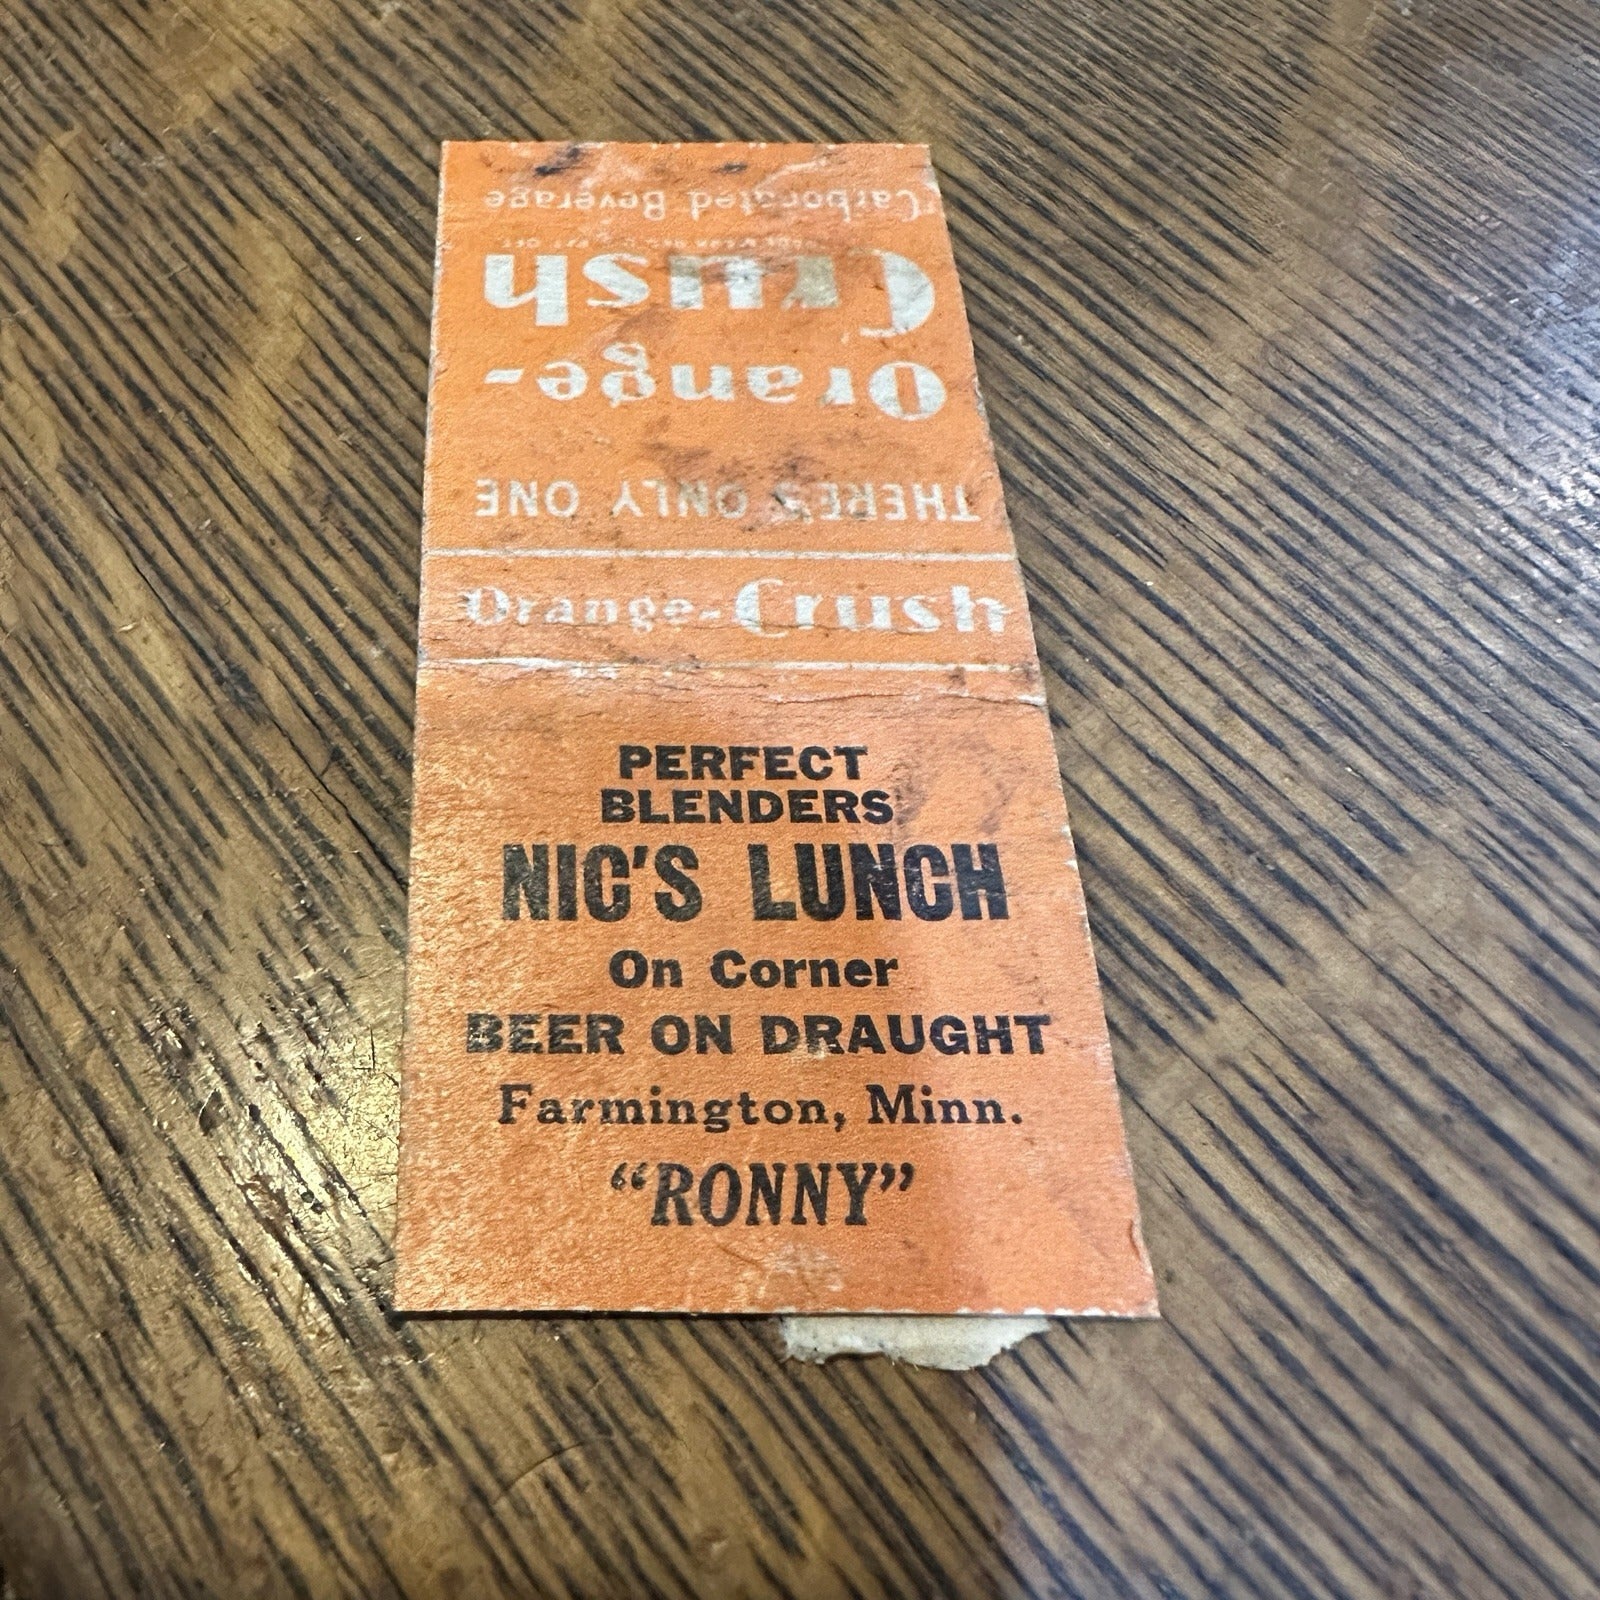 THERE'S ONLY ONE
Orange-
Crush
Carbonated Beverage
Orange-Crush
PERFECT
BLENDERS
NIC'S LUNCH
On Corner
BEER ON DRAUGHT
Farmington, Minn.
"RONNY"